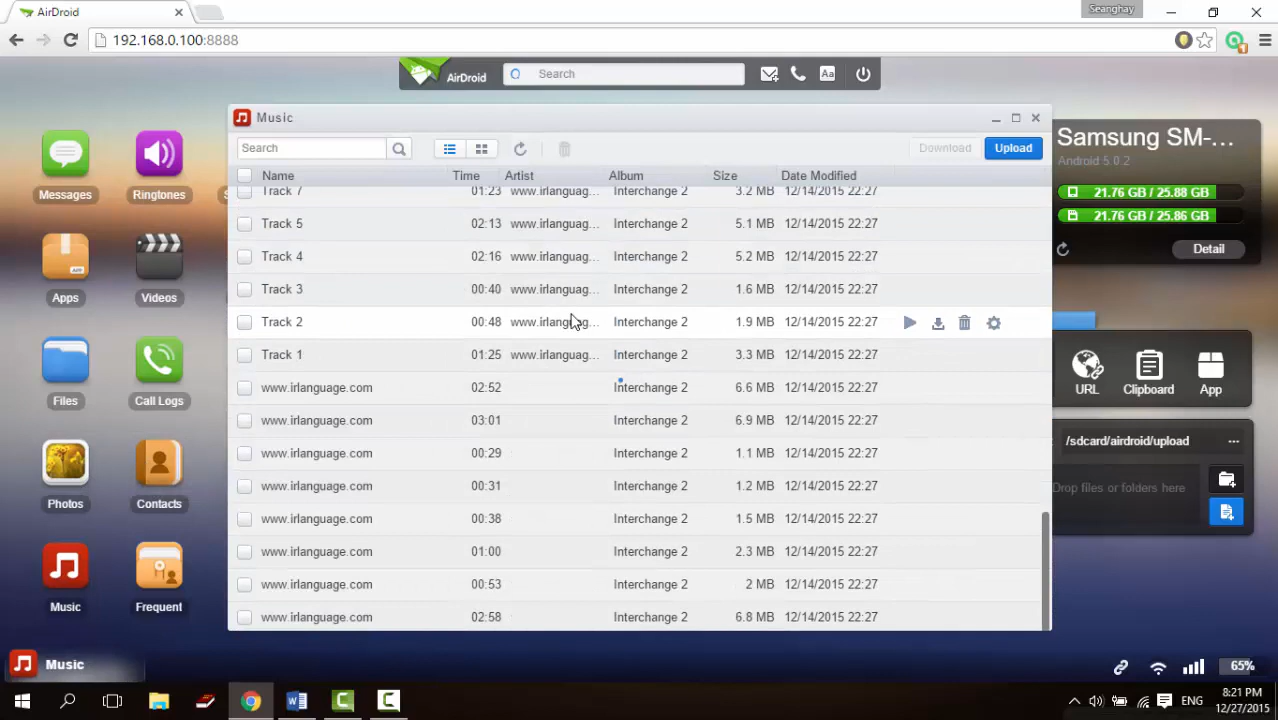 AirDroid
Seanghay
192.168.0.100:8888
AirDroid
Search
Aa
Music
Search
Download
Upload
Name Time Artist Album Size Date Modified
Track 7 01:23 www.irlanguag... Interchange 2 3.2 MB 12/14/2015 22:27
Track 5 02:13 www.irlanguag... Interchange 2 5.1 MB 12/14/2015 22:27
Track 4 02:16 www.irlanguag... Interchange 2 5.2 MB 12/14/2015 22:27
Track 3 00:40 www.irlanguag... Interchange 2 1.6 MB 12/14/2015 22:27
Track 2 00:48 www.irlanguag... Interchange 2 1.9 MB 12/14/2015 22:27
Track 1 01:25 www.irlanguag... Interchange 2 3.3 MB 12/14/2015 22:27
www.irlanguage.com 02:52 Interchange 2 6.6 MB 12/14/2015 22:27
www.irlanguage.com 03:01 Interchange 2 6.9 MB 12/14/2015 22:27
www.irlanguage.com 00:29 Interchange 2 1.1 MB 12/14/2015 22:27
www.irlanguage.com 00:31 Interchange 2 1.2 MB 12/14/2015 22:27
www.irlanguage.com 00:38 Interchange 2 1.5 MB 12/14/2015 22:27
www.irlanguage.com 01:00 Interchange 2 2.3 MB 12/14/2015 22:27
www.irlanguage.com 00:53 Interchange 2 2 MB 12/14/2015 22:27
www.irlanguage.com 02:58 Interchange 2 6.8 MB 12/14/2015 22:27
Messages
Ringtones
S
APP
Apps
Videos
Files
Call Logs
Photos
Contacts
Music
Frequent
Samsung SM-...
Android 5.0.2
21.76 GB / 25.88 GB
21.76 GB / 25.86 GB
Detail
URL
Clipboard
App
/sdcard/airdroid/upload ...
Drop files or folders here
Music
65%
ENG
8:21 PM
12/27/2015